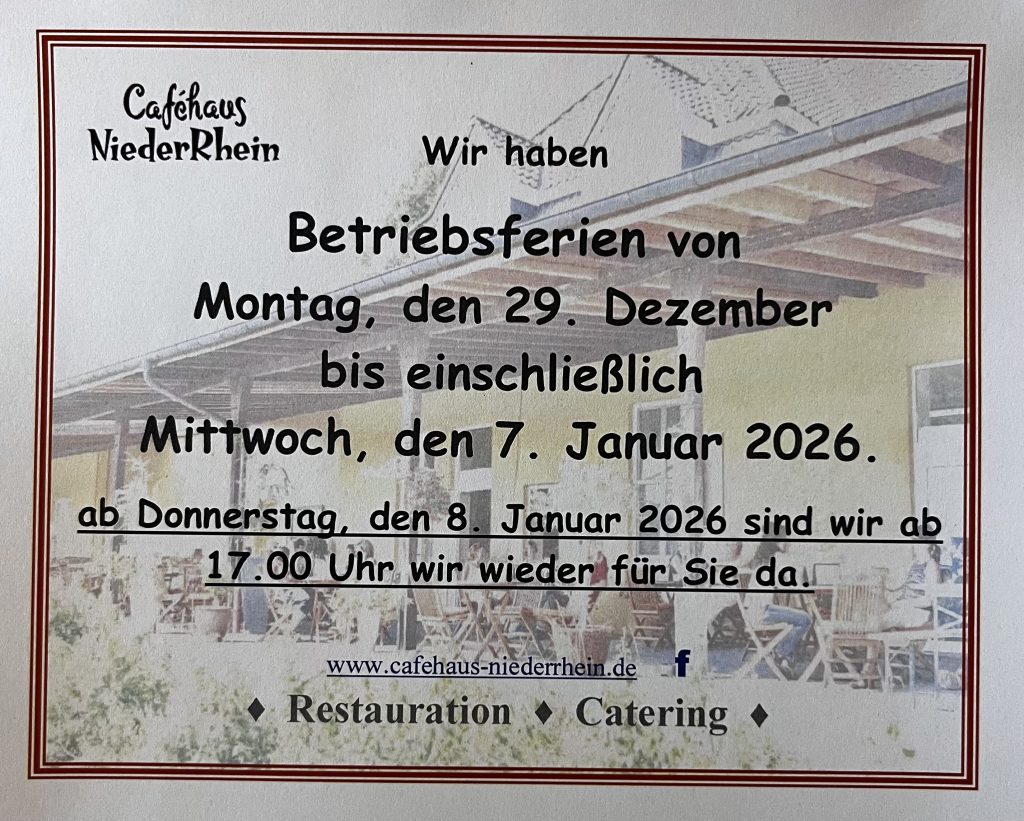 Caféhaus
NiederRhein
Wir haben
Betriebsferien von
Montag, den 29. Dezember
bis einschließlich
Mittwoch, den 7. Januar 2026.
ab Donnerstag, den 8. Januar 2026 sind wir ab
17.00 Uhr wir wieder für Sie da.
www.cafehaus-niederrhein.de f
♦ Restauration ♦ Catering ♦